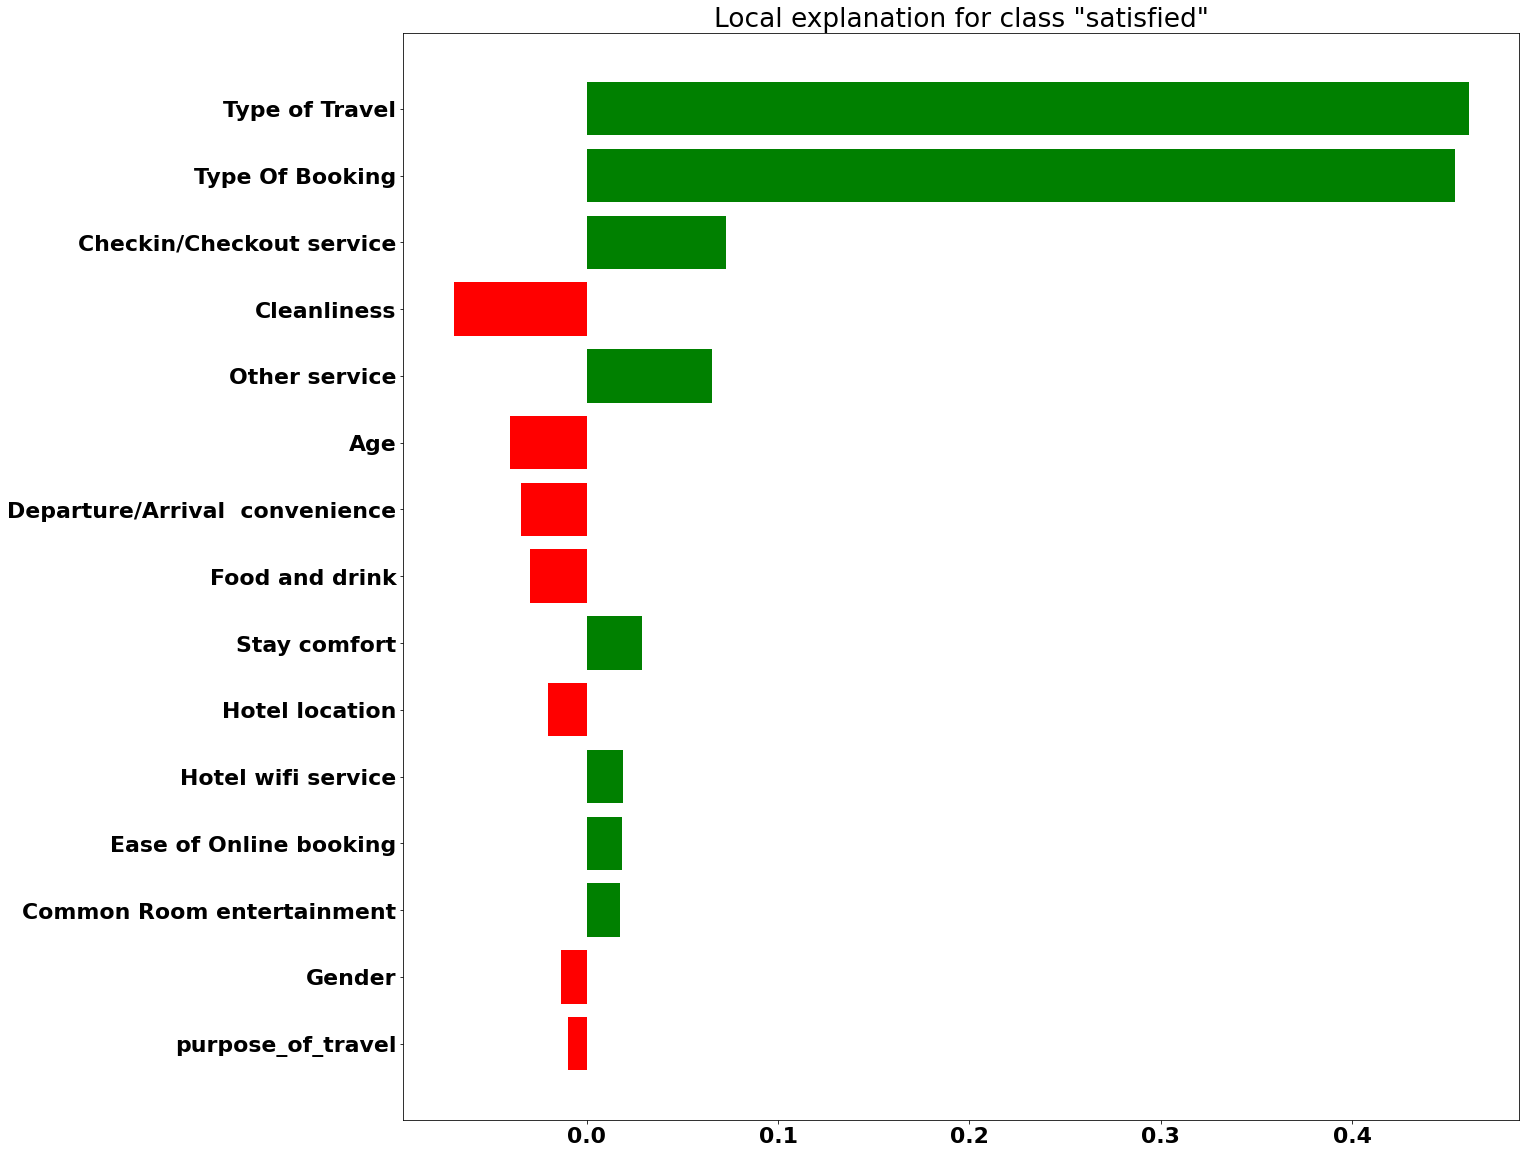 Local explanation for class "satisfied"
Type of Travel
Type Of Booking
Checkin/Checkout service
Cleanliness
Other service
Age
Departure/Arrival  convenience
Food and drink
Stay comfort
Hotel location
Hotel wifi service
Ease of Online booking
Common Room entertainment
Gender
purpose_of_travel
0.0 0.1 0.2 0.3 0.4